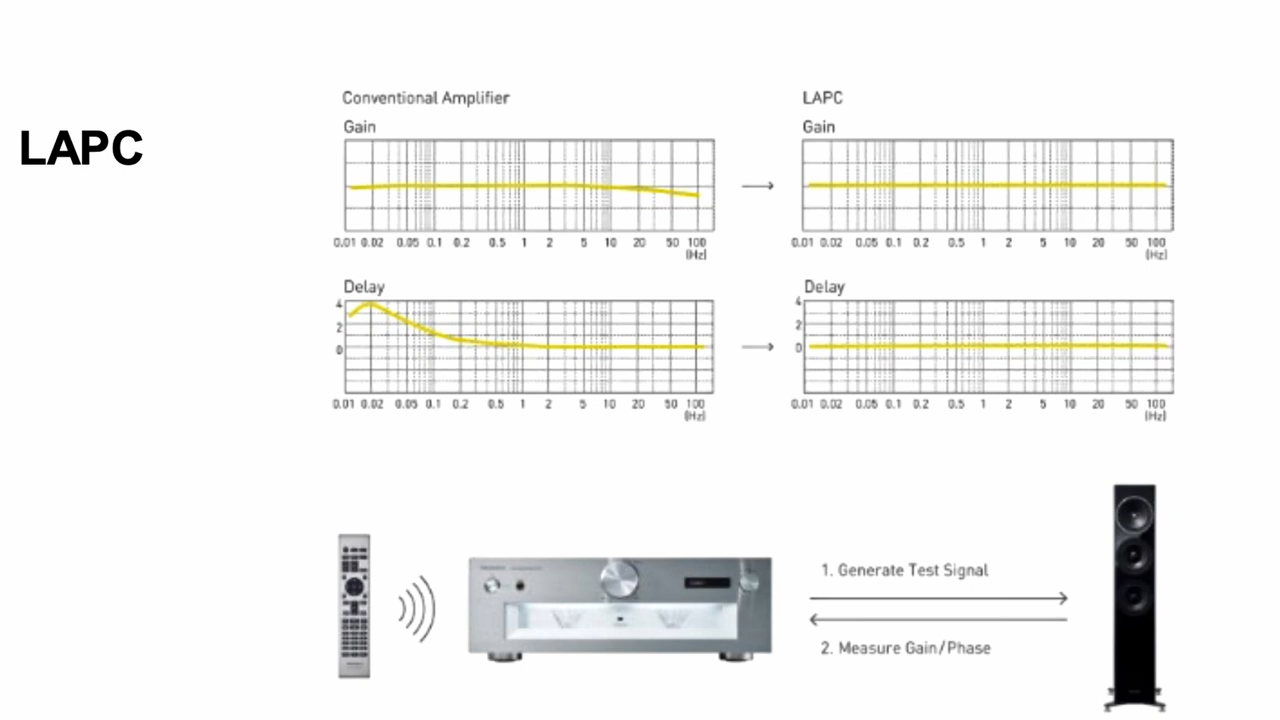 LAPC
Conventional Amplifier
Gain
0.01 0.02 0.05 0.1 0.2 0.5 1 2 5 10 20 50 100
[Hz]
Delay
4
2
0
0.01 0.02 0.05 0.1 0.2 0.5 1 2 5 10 20 50 100
[Hz]
LAPC
Gain
0.01 0.02 0.05 0.1 0.2 0.5 1 2 5 10 20 50 100
[Hz]
Delay
4
2
0
0.01 0.02 0.05 0.1 0.2 0.5 1 2 5 10 20 50 100
[Hz]
1. Generate Test Signal
2. Measure Gain/Phase